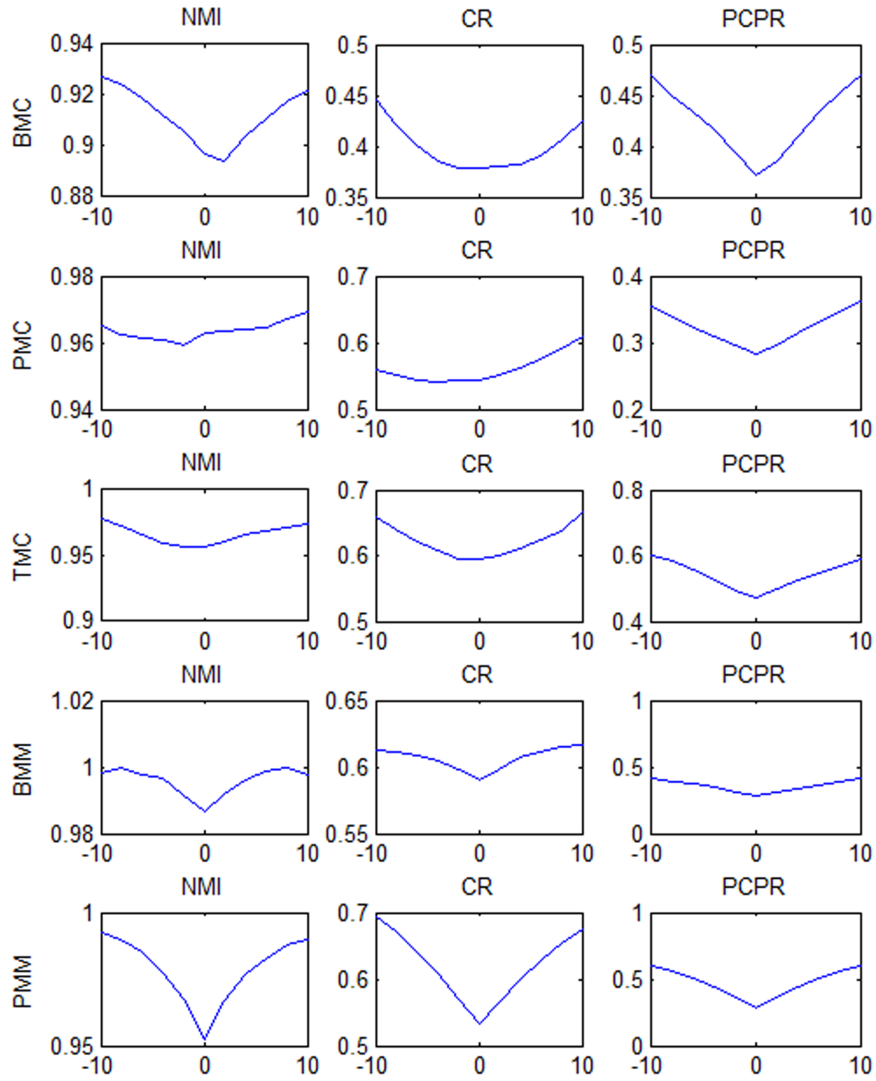 NMI CR PCPR
BMC
0.94 0.5 0.5
0.92 0.45 0.45
0.9 0.4 0.4
0.88 0.35 0.35
-10 0 10 -10 0 10 -10 0 10
NMI CR PCPR
PMC
0.98 0.7 0.4
0.96 0.6 0.3
0.94 0.5 0.2
-10 0 10 -10 0 10 -10 0 10
NMI CR PCPR
TMC
1 0.7 0.8
0.95 0.6 0.6
0.9 0.5 0.4
-10 0 10 -10 0 10 -10 0 10
NMI CR PCPR
BMM
1.02 0.65 1
1 0.6 0.5
0.98 0.55 0
-10 0 10 -10 0 10 -10 0 10
NMI CR PCPR
PMM
1 0.7 1
0.6 0.5
0.95 0.5 0
-10 0 10 -10 0 10 -10 0 10